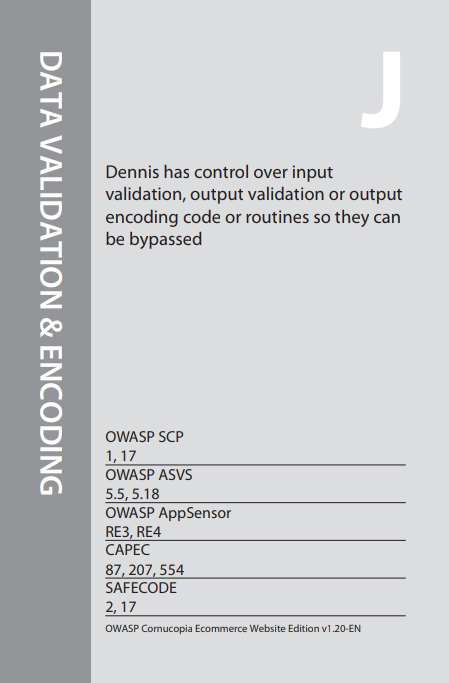 DATA VALIDATION & ENCODING
J
Dennis has control over input
validation, output validation or output
encoding code or routines so they can
be bypassed
OWASP SCP
1, 17
OWASP ASVS
5.5, 5.18
OWASP AppSensor
RE3, RE4
CAPEC
87, 207, 554
SAFECODE
2, 17
OWASP Cornucopia Ecommerce Website Edition v1.20-EN